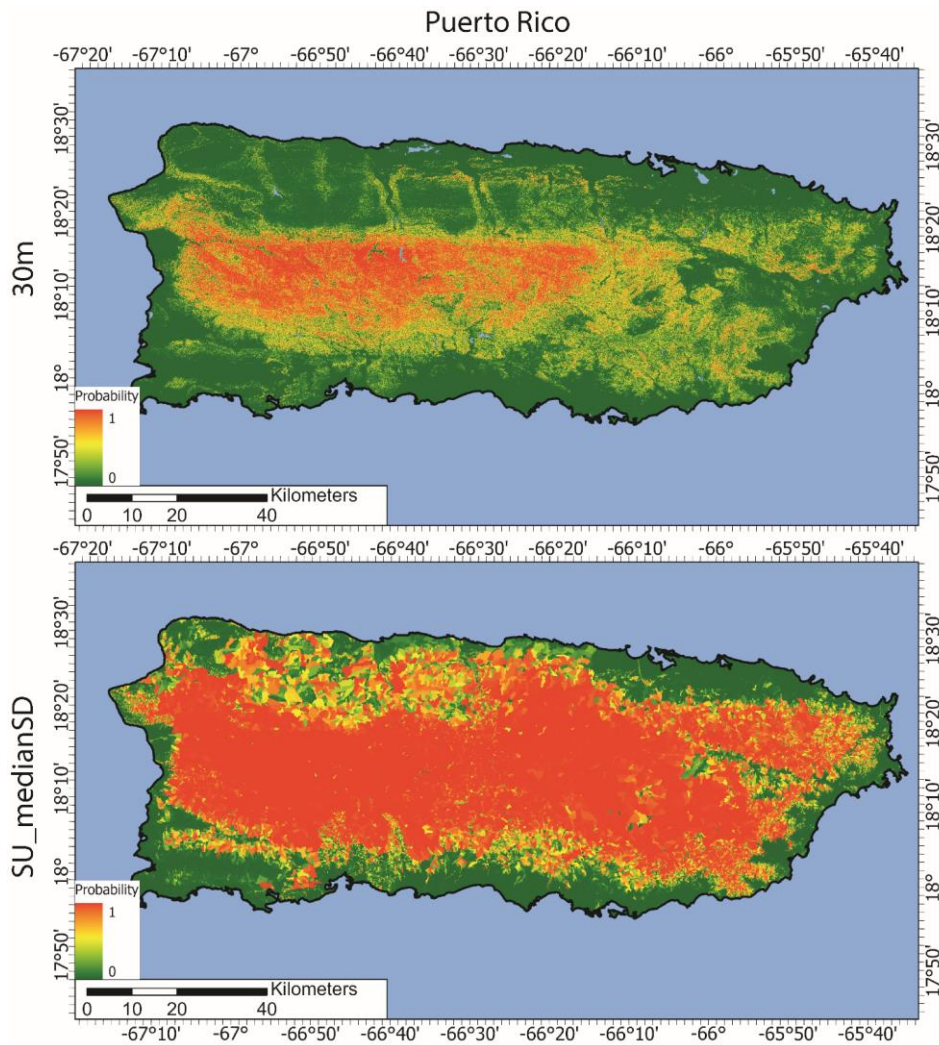 Puerto Rico
-67°20' -67°10' -67° -66°50' -66°40' -66°30' -66°20' -66°10' -66° -65°50' -65°40'
30m
18°30' 18°20' 18°10' 18° 17°50'
18°30' 18°20' 18°10' 18° 17°50'
Probability
1
0
Kilometers
0 10 20 40
-67°20' -67°10' -67° -66°50' -66°40' -66°30' -66°20' -66°10' -66° -65°50' -65°40'
SU_medianSD
18°30' 18°20' 18°10' 18° 17°50'
18°30' 18°20' 18°10' 18° 17°50'
Probability
1
0
Kilometers
0 10 20 40
-67°10' -67° -66°50' -66°40' -66°30' -66°20' -66°10' -66° -65°50' -65°40'